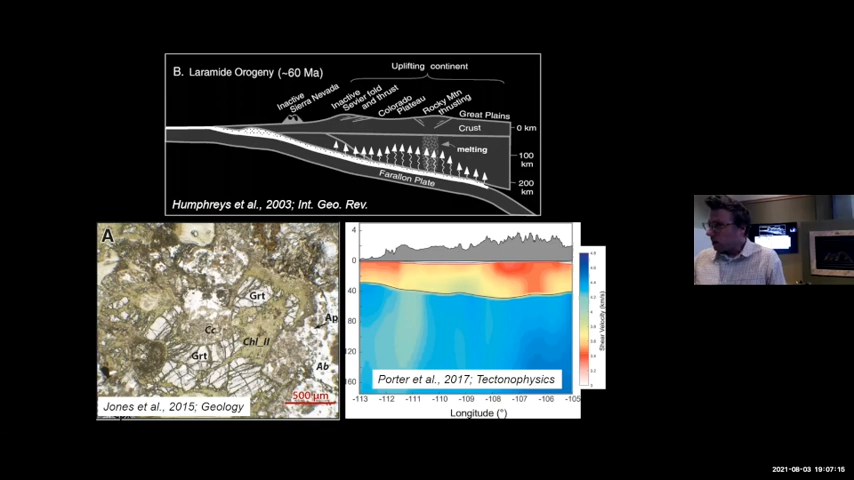 B. Laramide Orogeny (~60 Ma)
Uplifting continent
Inactive
Sierra Nevada
Inactive
Sevier fold
and thrust
Colorado
Plateau
Rocky Mtn
thrusting
Great Plains
Crust
0 km
melting
100
km
Farallon Plate
200
km
Humphreys et al., 2003; Int. Geo. Rev.
A
Grt
Cc
Chl_II
Grt
Ap
Ab
500 μm
Jones et al., 2015; Geology
4
0
40
80
120
160
Porter et al., 2017; Tectonophysics
-113 -112 -111 -110 -109 -108 -107 -106 -105
Longitude (°)
Shear Velocity (km/s)
2021-08-03 19:07:15